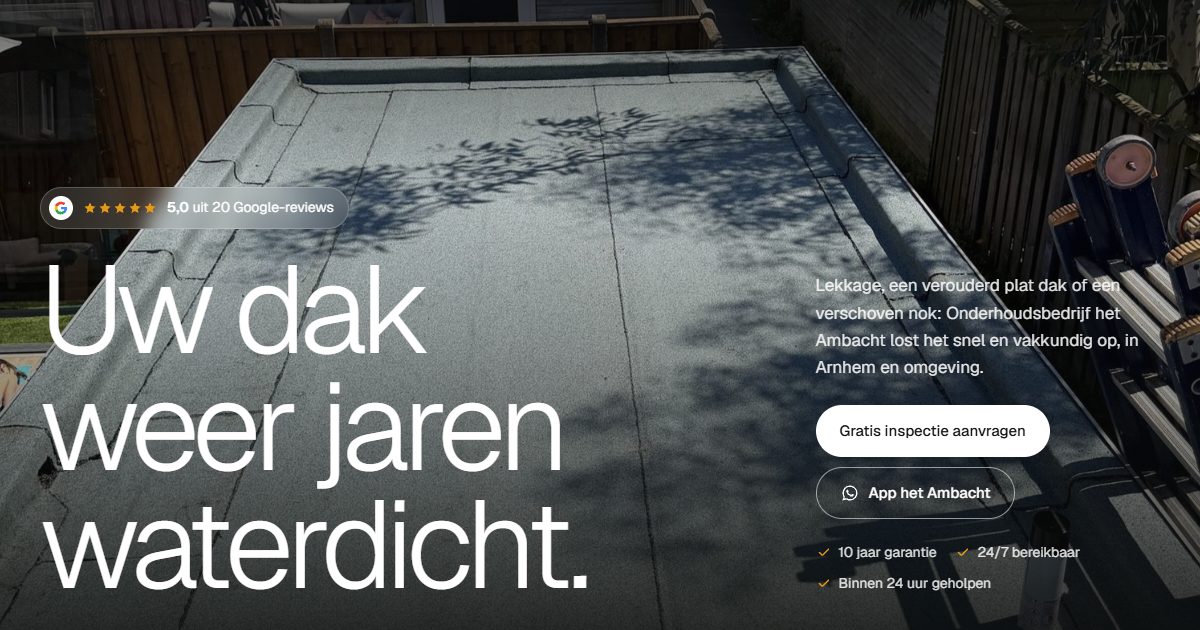 5,0 uit 20 Google-reviews
Uw dak
weer jaren
waterdicht.
Lekkage, een verouderd plat dak of een
verschoven nok: Onderhoudsbedrijf het
Ambacht lost het snel en vakkundig op, in
Arnhem en omgeving.
Gratis inspectie aanvragen
App het Ambacht
10 jaar garantie
24/7 bereikbaar
Binnen 24 uur geholpen